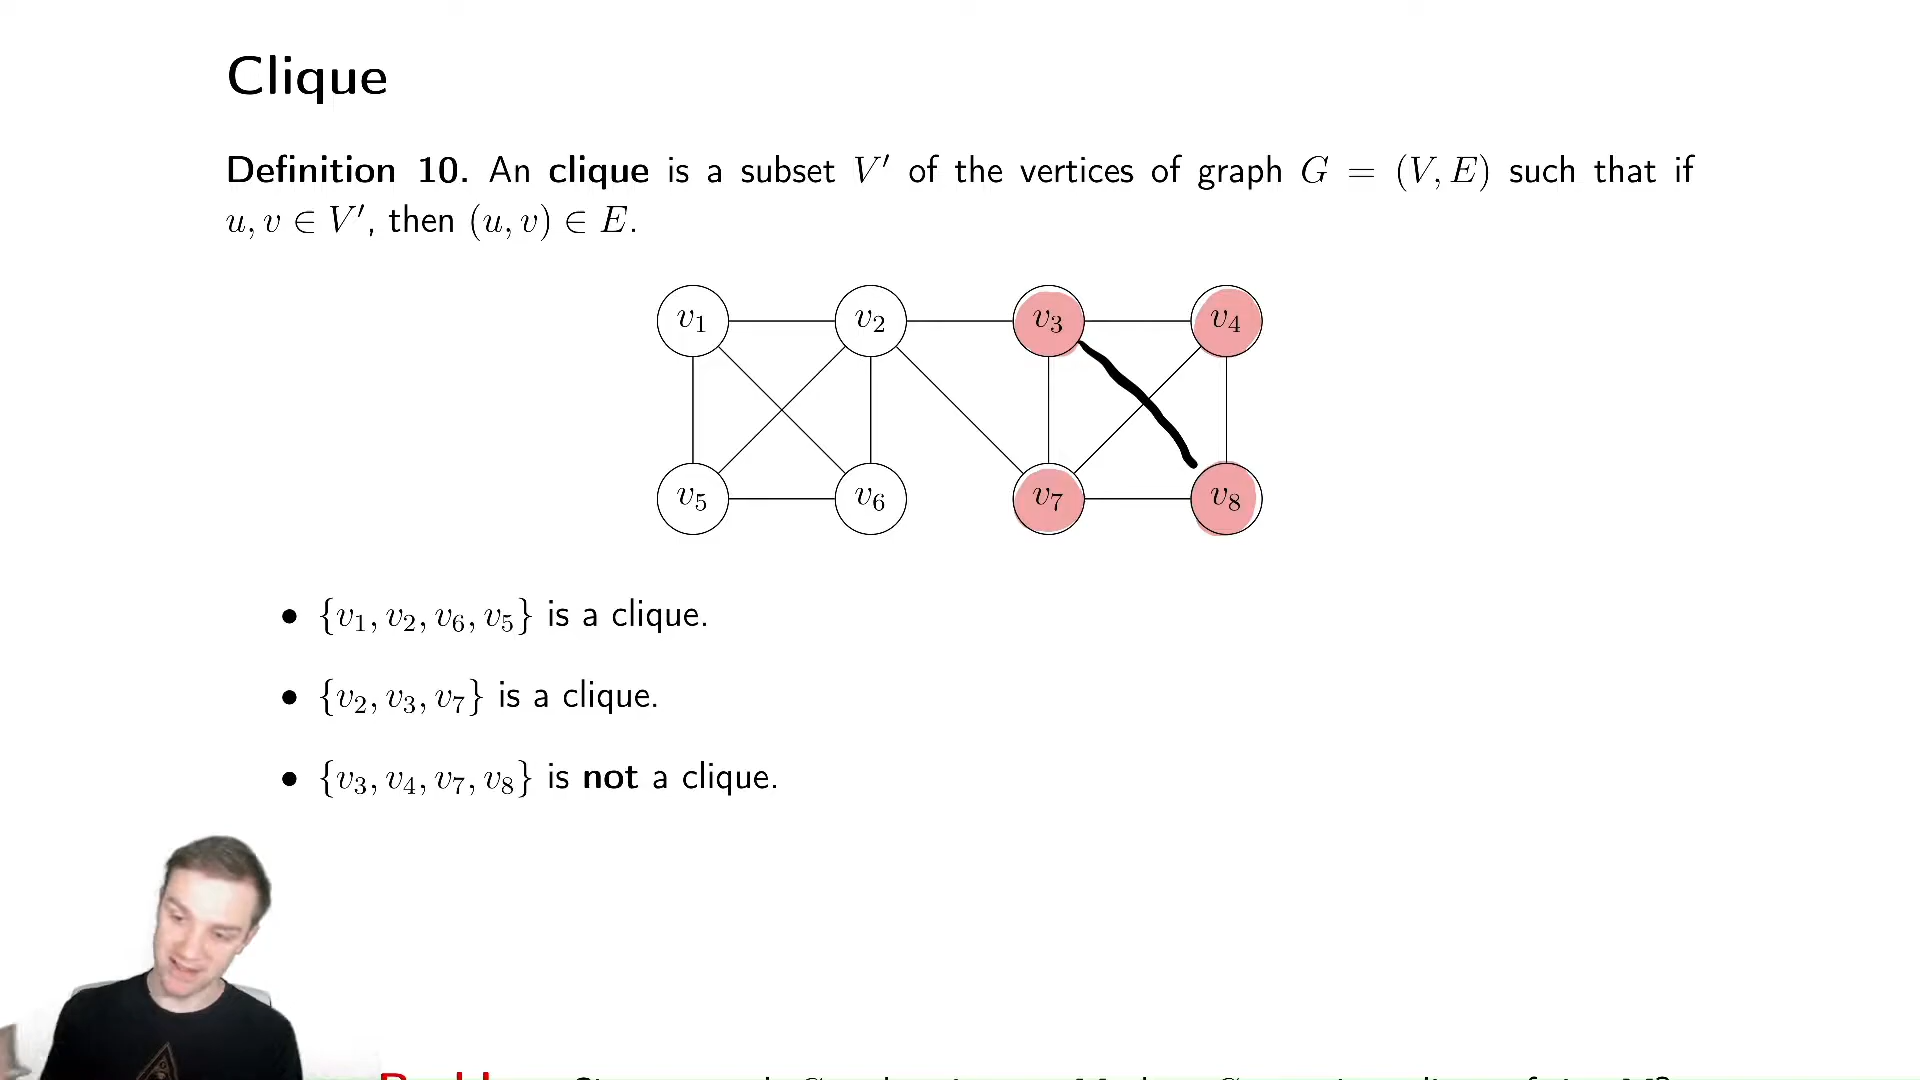 Clique
Definition 10. An clique is a subset V′ of the vertices of graph G = (V, E) such that if
u, v ∈ V′, then (u, v) ∈ E.
v₁ v₂ v₃ v₄
v₅ v₆ v₇ v₈
• {v₁, v₂, v₆, v₅} is a clique.
• {v₂, v₃, v₇} is a clique.
• {v₃, v₄, v₇, v₈} is not a clique.